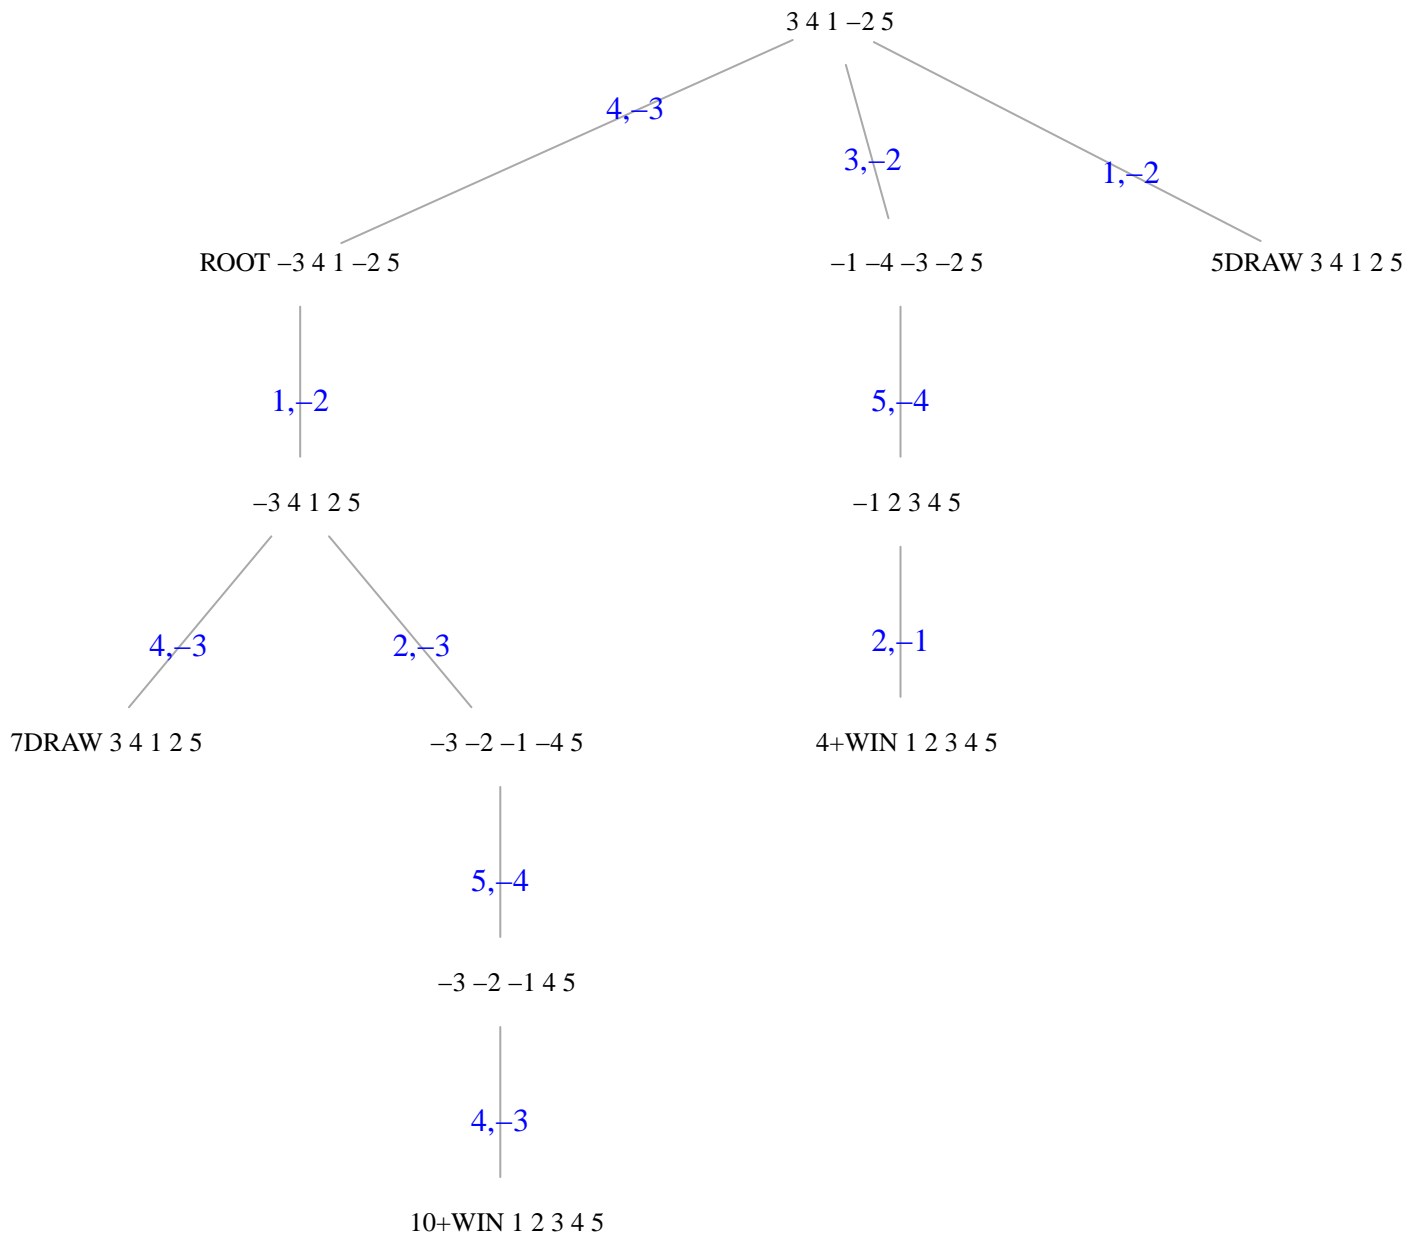 3 4 1 –2 5
4,–3
3,–2
1,–2
ROOT –3 4 1 –2 5
–1 –4 –3 –2 5
5DRAW 3 4 1 2 5
1,–2
5,–4
–3 4 1 2 5
–1 2 3 4 5
4,–3
2,–3
2,–1
7DRAW 3 4 1 2 5
–3 –2 –1 –4 5
4+WIN 1 2 3 4 5
5,–4
–3 –2 –1 4 5
4,–3
10+WIN 1 2 3 4 5